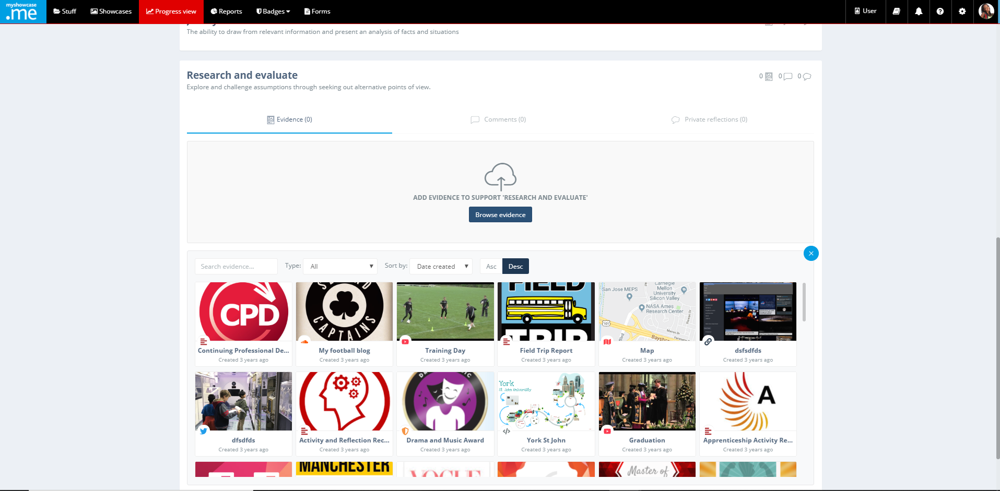 myshowcase
.me
Stuff
Showcases
Progress view
Reports
Badges
Forms
User
The ability to draw from relevant information and present an analysis of facts and situations
Research and evaluate
0 0 0
Explore and challenge assumptions through seeking out alternative points of view.
Evidence (0)
Comments (0)
Private reflections (0)
ADD EVIDENCE TO SUPPORT 'RESEARCH AND EVALUATE'
Browse evidence
Search evidence...
Type:
All
Sort by:
Date created
Asc
Desc
CPD
CAPTAINS
FIELD
TRIP
San Jose MEPS
Carnegie
Mellon
University
Silicon Valley
NASA Ames
Research Center
101
Blvd
Stewart Dr
Marion Dr
Baysho
Continuing Professional De...
Created 3 years ago
My football blog
Created 3 years ago
Training Day
Created 3 years ago
Field Trip Report
Created 3 years ago
Map
Created 3 years ago
dsfsdfds
Created 3 years ago
York
St. John University
A
dfsdfds
Created 3 years ago
Activity and Reflection Rec...
Created 3 years ago
Drama and Music Award
Created 3 years ago
York St John
Created 3 years ago
Graduation
Created 3 years ago
Apprenticeship Activity Re...
Created 3 years ago
MANCHESTER
VOGUE
Master of